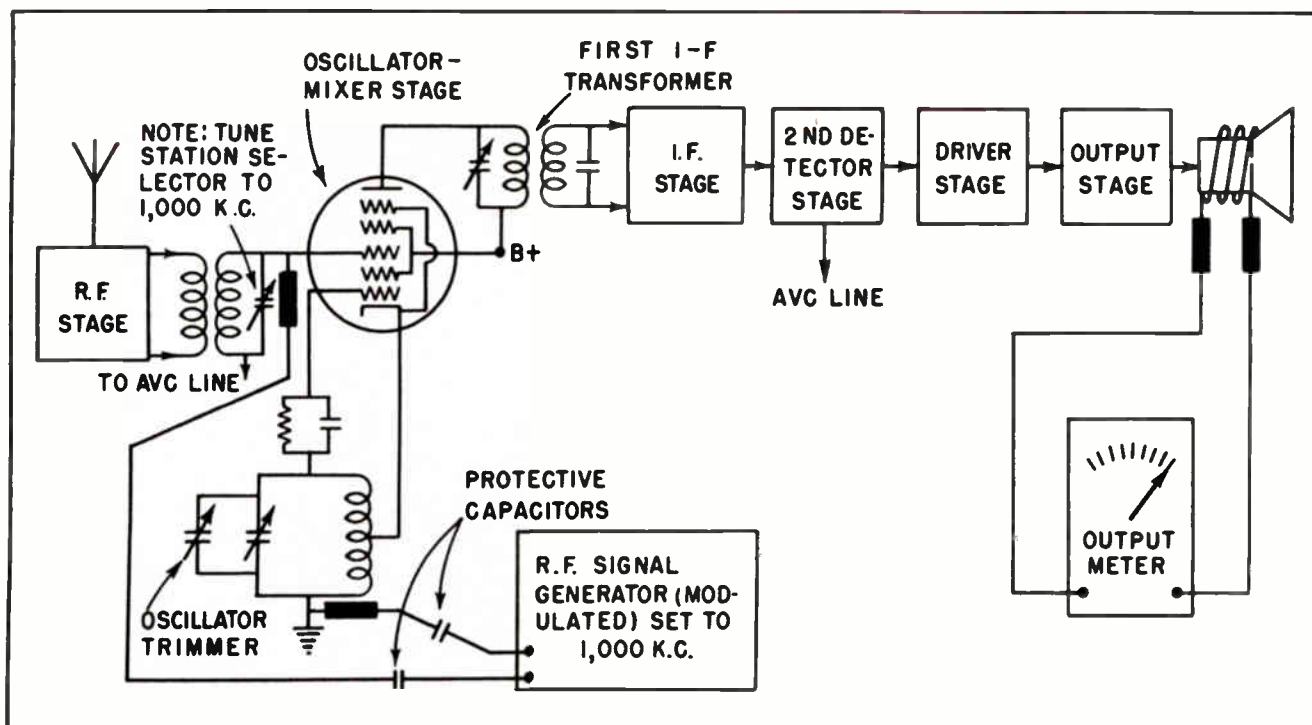 FIRST I-F
TRANSFORMER
OSCILLATOR-
MIXER STAGE
NOTE: TUNE
STATION SE-
LECTOR TO
1,000 K.C.
R.F.
STAGE
TO AVC LINE
B+
I.F.
STAGE
2ND DE-
TECTOR
STAGE
DRIVER
STAGE
OUTPUT
STAGE
AVC LINE
PROTECTIVE
CAPACITORS
OSCILLATOR
TRIMMER
R.F. SIGNAL
GENERATOR (MOD-
ULATED) SET TO
1,000 K.C.
OUTPUT
METER